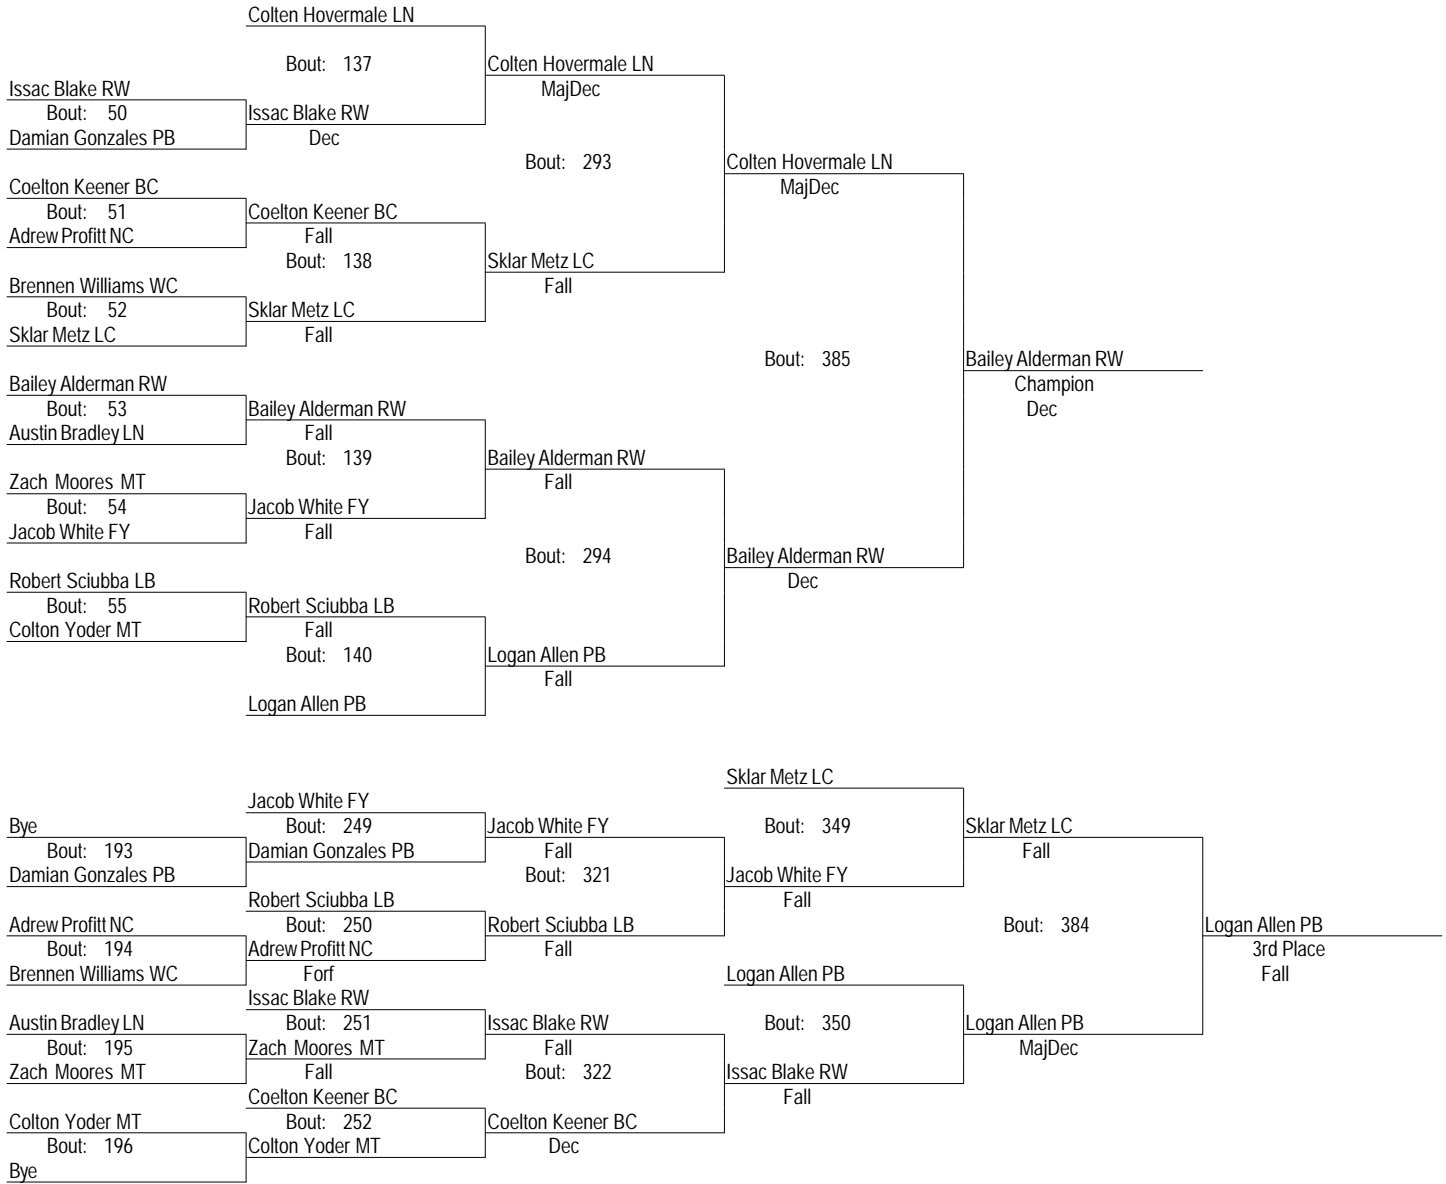 Colten Hovermale LN
Bout: 137 Colten Hovermale LN
Issac Blake RW MajDec
Bout: 50 Issac Blake RW
Damian Gonzales PB Dec
Bout: 293 Colten Hovermale LN
Coelton Keener BC MajDec
Bout: 51 Coelton Keener BC
Adrew Profitt NC Fall
Bout: 138 Sklar Metz LC
Brennen Williams WC Fall
Bout: 52 Sklar Metz LC
Sklar Metz LC Fall
Bout: 385 Bailey Alderman RW
Bailey Alderman RW Champion
Bout: 53 Bailey Alderman RW Dec
Austin Bradley LN Fall
Bout: 139 Bailey Alderman RW
Zach Moores MT Fall
Bout: 54 Jacob White FY
Jacob White FY Fall
Bout: 294 Bailey Alderman RW
Robert Sciubba LB Dec
Bout: 55 Robert Sciubba LB
Colton Yoder MT Fall
Bout: 140 Logan Allen PB
Fall
Logan Allen PB
Sklar Metz LC
Jacob White FY
Bye Bout: 249 Jacob White FY Bout: 349 Sklar Metz LC
Bout: 193 Damian Gonzales PB Fall Fall
Damian Gonzales PB Bout: 321 Jacob White FY
Robert Sciubba LB Fall
Adrew Profitt NC Bout: 250 Robert Sciubba LB Bout: 384 Logan Allen PB
Bout: 194 Adrew Profitt NC Fall 3rd Place
Brennen Williams WC Forf Logan Allen PB Fall
Issac Blake RW
Austin Bradley LN Bout: 251 Issac Blake RW Bout: 350 Logan Allen PB
Bout: 195 Zach Moores MT Fall MajDec
Zach Moores MT Fall Bout: 322 Issac Blake RW
Coelton Keener BC Fall
Colton Yoder MT Bout: 252 Coelton Keener BC
Bout: 196 Colton Yoder MT Dec
Bye